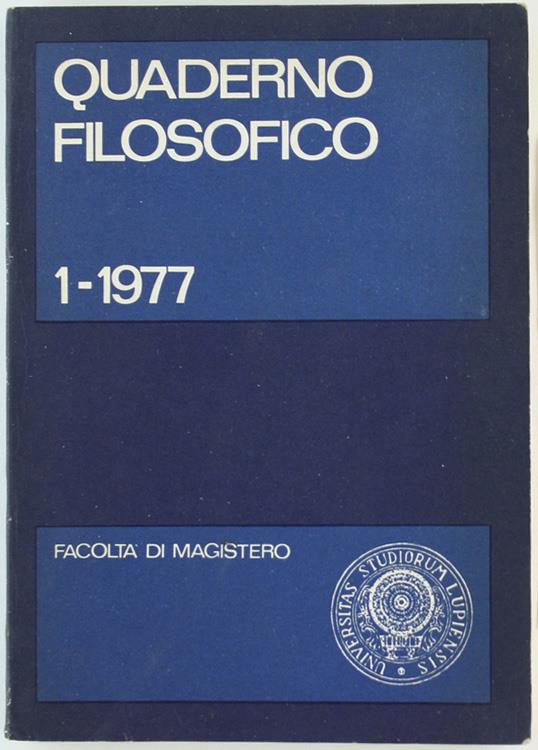 QUADERNO
FILOSOFICO
1-1977
FACOLTA' DI MAGISTERO
UNIVERSITAS STUDIORUM LUPIENSIS